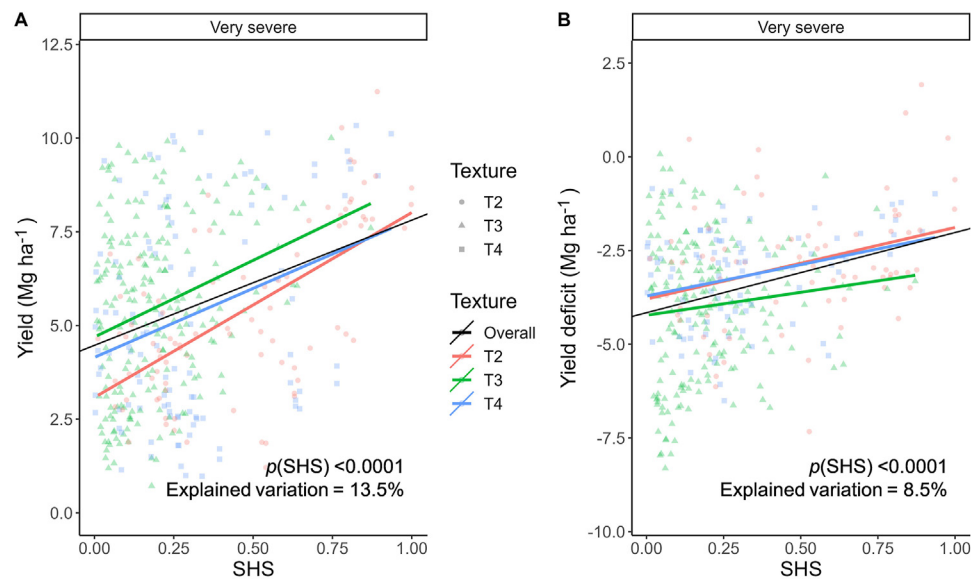 A
Very severe
12.5
10.0
7.5
5.0
2.5
0.0
Yield (Mg ha-1)
0.00 0.25 0.50 0.75 1.00
SHS
p(SHS) <0.0001
Explained variation = 13.5%
Texture
T2
T3
T4
Texture
Overall
T2
T3
T4
B
Very severe
2.5
0.0
-2.5
-5.0
-7.5
-10.0
Yield deficit (Mg ha-1)
0.00 0.25 0.50 0.75 1.00
SHS
p(SHS) <0.0001
Explained variation = 8.5%